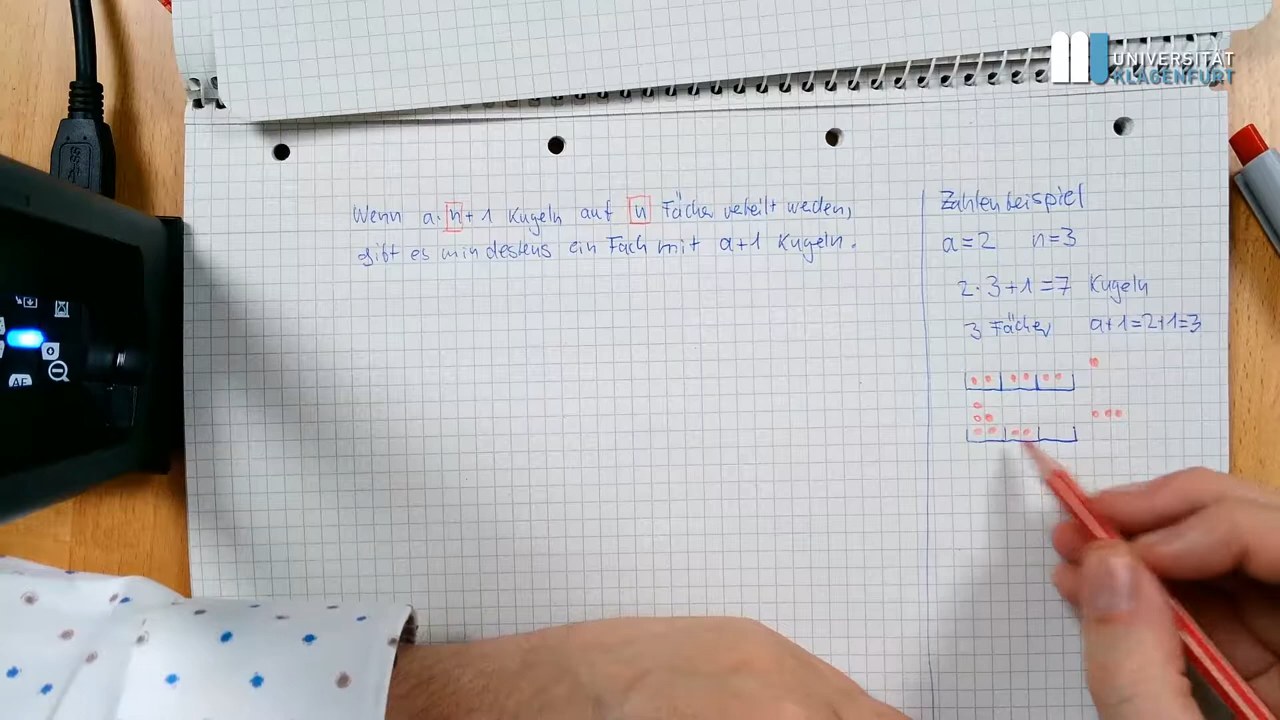 UNIVERSITÄT
KLAGENFURT
Wenn a·n+1 Kugeln auf n Fächer verteilt werden,
gibt es mindestens ein Fach mit a+1 Kugeln.
Zahlenbeispiel
a=2 n=3
2·3+1=7 Kugeln
3 Fächer a+1=2+1=3
AF